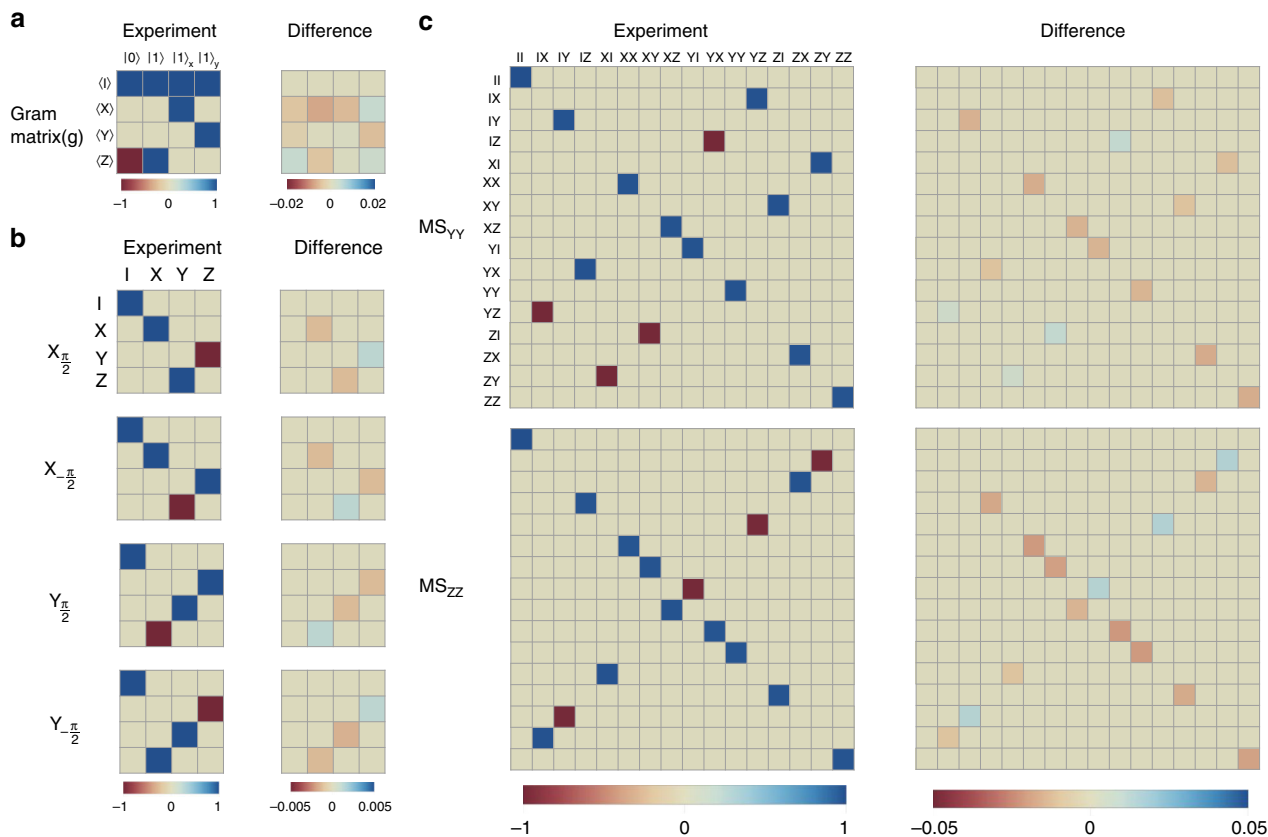 a
Experiment
Difference
|0⟩ |1⟩ |1⟩x |1⟩y
Gram
matrix(g)
⟨I⟩
⟨X⟩
⟨Y⟩
⟨Z⟩
−1 0 1
−0.02 0 0.02
b
Experiment
Difference
I X Y Z
I
X
Y
Z
X π/2
X −π/2
Y π/2
Y −π/2
−1 0 1
−0.005 0 0.005
c
Experiment
Difference
II IX IY IZ XI XX XY XZ YI YX YY YZ ZI ZX ZY ZZ
II
IX
IY
IZ
XI
XX
XY
XZ
YI
YX
YY
YZ
ZI
ZX
ZY
ZZ
MSYY
MSZZ
−1 0 1
−0.05 0 0.05